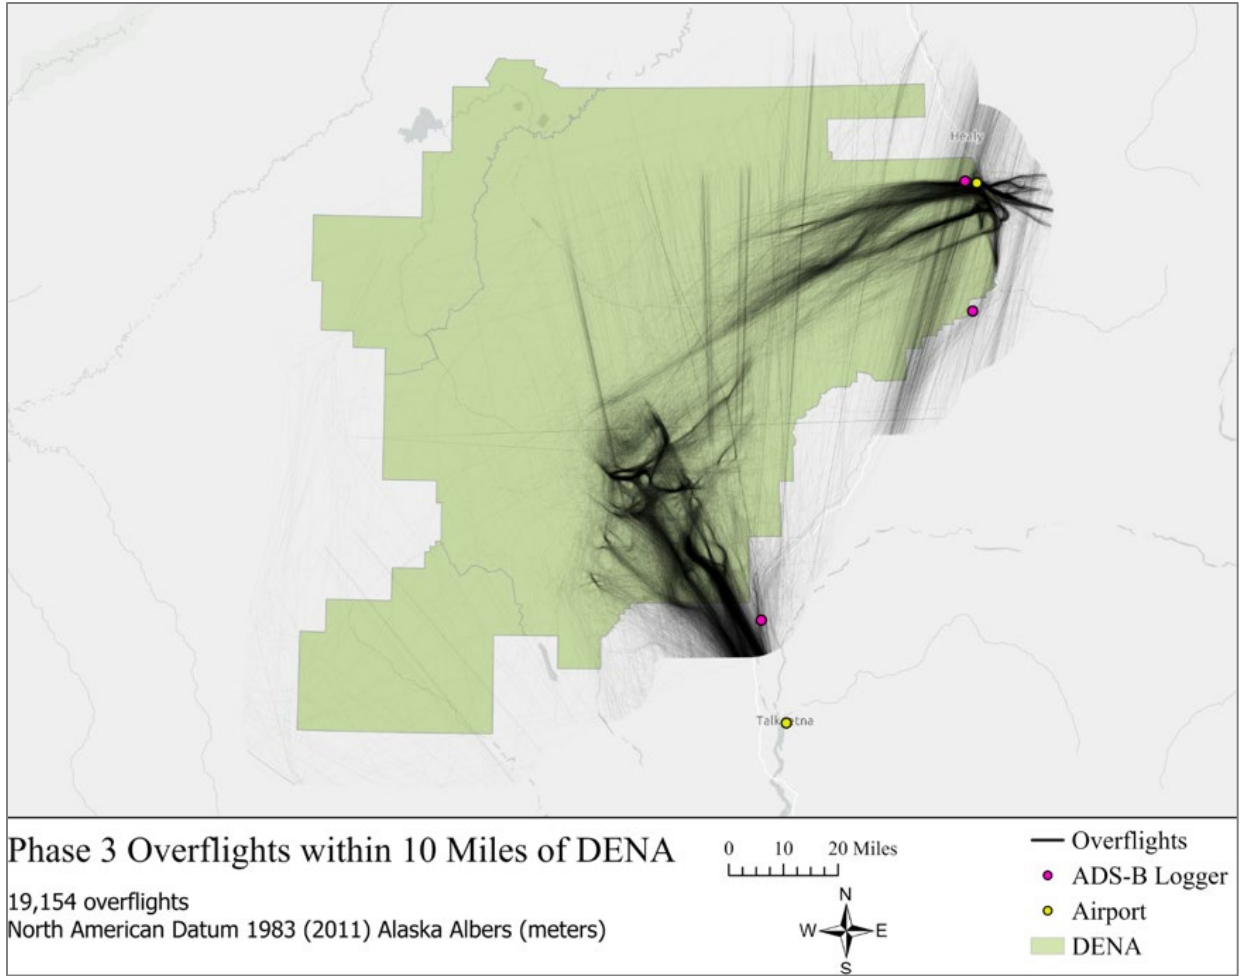 Healy
Talkeetna
Phase 3 Overflights within 10 Miles of DENA
19,154 overflights
North American Datum 1983 (2011) Alaska Albers (meters)
0 10 20 Miles
N
W E
S
Overflights
ADS-B Logger
Airport
DENA